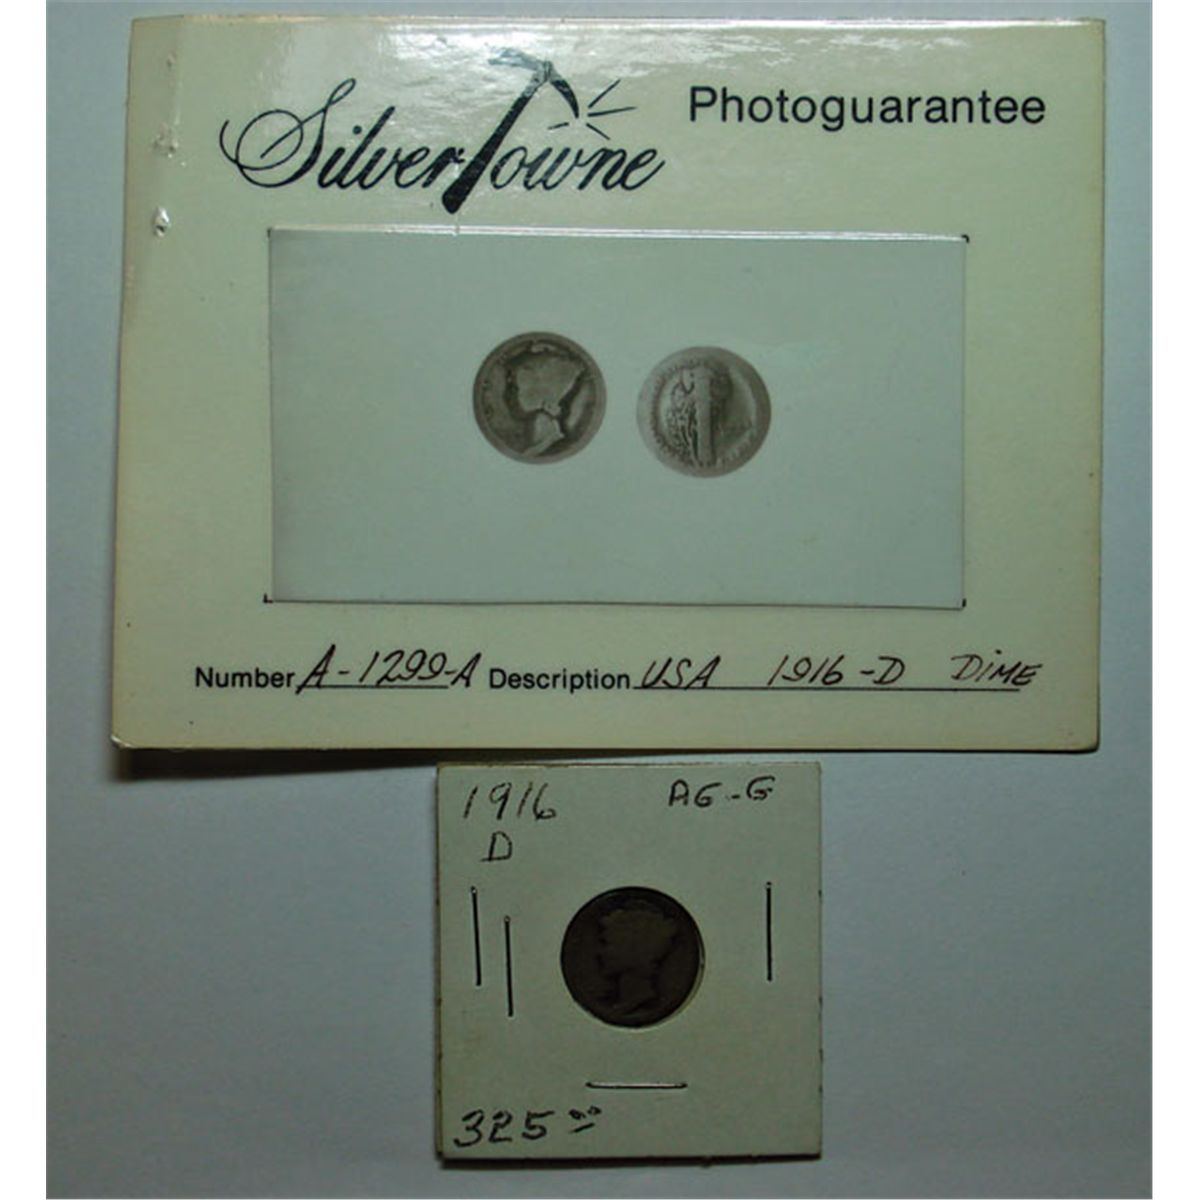 SilverTowne
Photoguarantee
Number A-1299-A Description USA 1916-D DIME
1916 AG-G
D
325.00